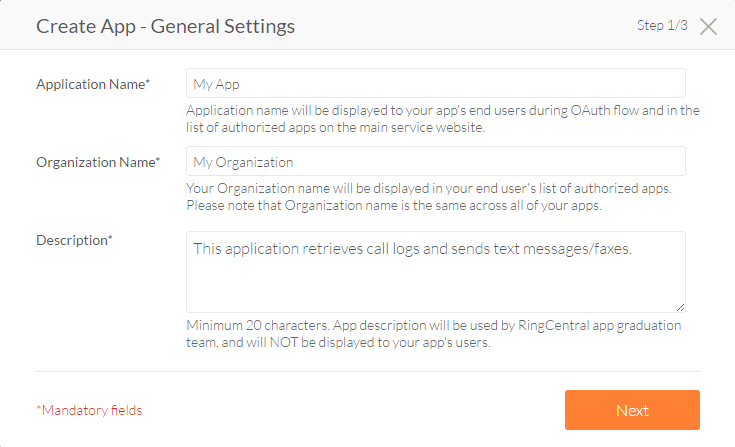 Create App - General Settings
Step 1/3
Application Name*
My App
Application name will be displayed to your app's end users during OAuth flow and in the
list of authorized apps on the main service website.
Organization Name*
My Organization
Your Organization name will be displayed in your end user's list of authorized apps.
Please note that Organization name is the same across all of your apps.
Description*
This application retrieves call logs and sends text messages/faxes.
Minimum 20 characters. App description will be used by RingCentral app graduation
team, and will NOT be displayed to your app's users.
*Mandatory fields
Next